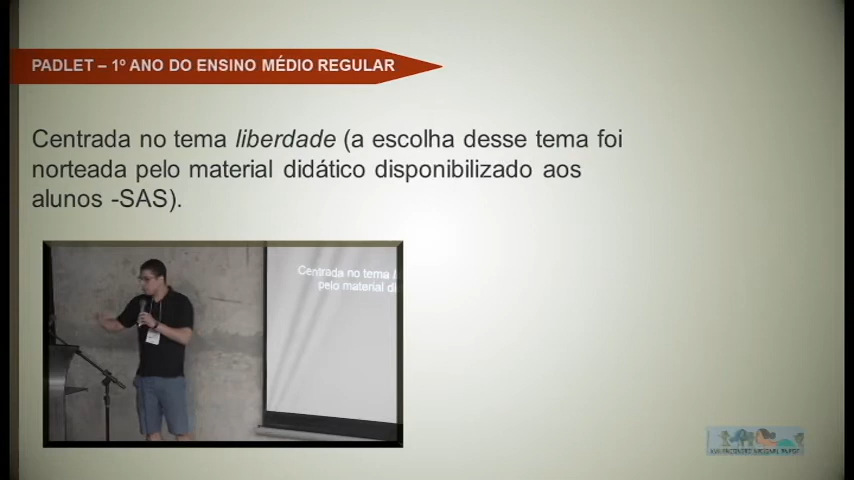 PADLET – 1º ANO DO ENSINO MÉDIO REGULAR
Centrada no tema liberdade (a escolha desse tema foi
norteada pelo material didático disponibilizado aos
alunos -SAS).
Centrada no tema
pelo material